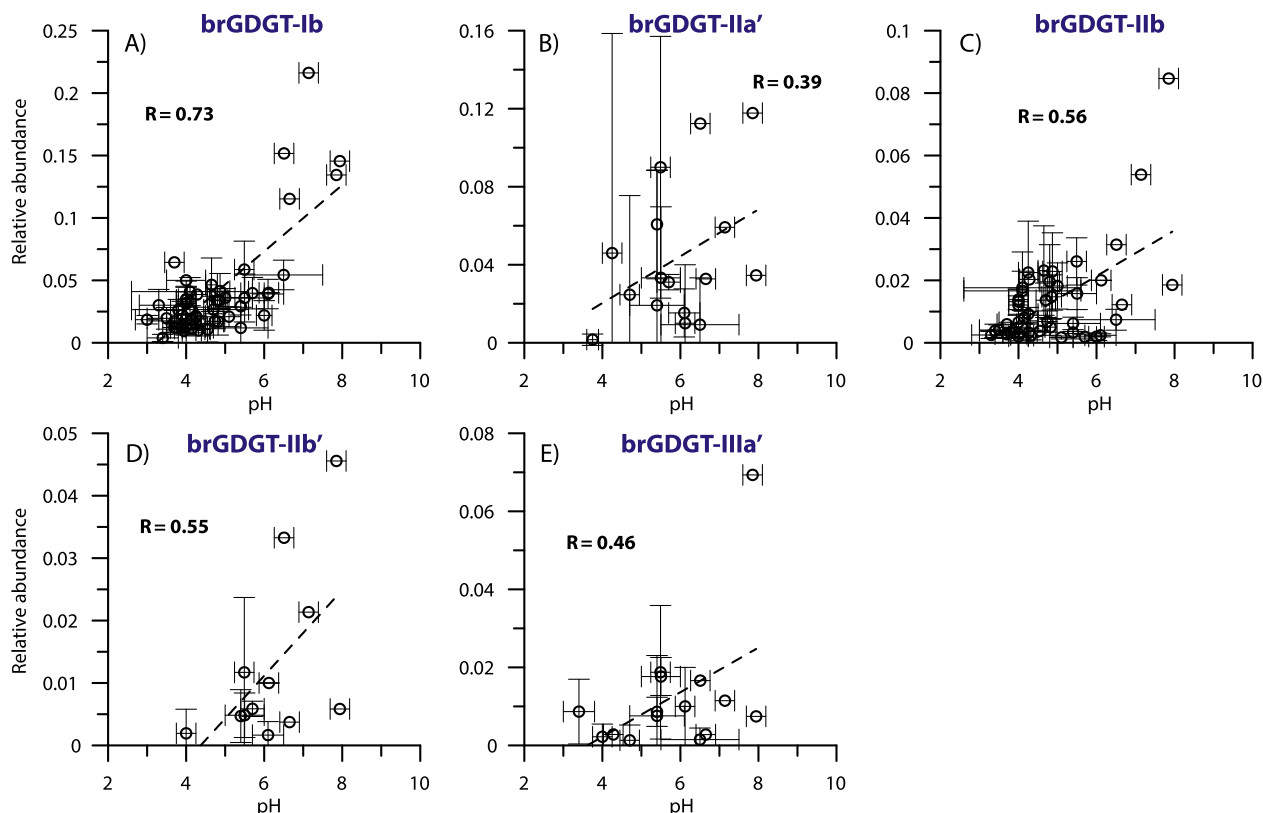 brGDGT-Ib
A)
R = 0.73
0.25
0.2
0.15
0.1
0.05
0
Relative abundance
2 4 6 8 10
pH
brGDGT-IIa’
B)
R = 0.39
0.16
0.12
0.08
0.04
0
2 4 6 8 10
pH
brGDGT-IIb
C)
R = 0.56
0.1
0.08
0.06
0.04
0.02
0
2 4 6 8 10
pH
brGDGT-IIb’
D)
R = 0.55
0.05
0.04
0.03
0.02
0.01
0
Relative abundance
2 4 6 8 10
pH
brGDGT-IIIa’
E)
R = 0.46
0.08
0.06
0.04
0.02
0
2 4 6 8 10
pH